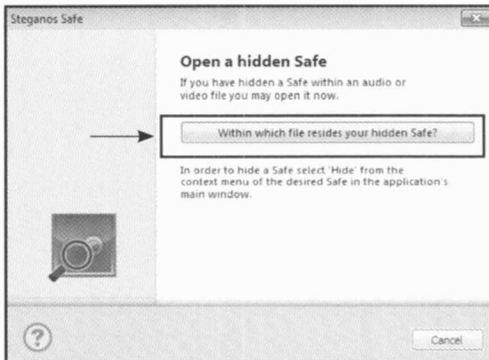 Steganos Safe
Open a hidden Safe
If you have hidden a Safe within an audio or
video file you may open it now.
Within which file resides your hidden Safe?
In order to hide a Safe select 'Hide' from the
context menu of the desired Safe in the application's
main window.
?
Cancel